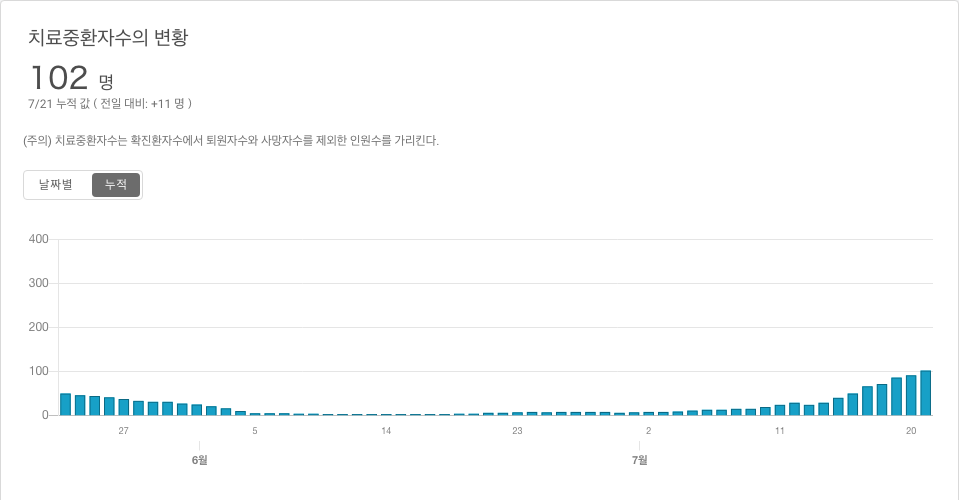 치료중환자수의 변황
102 명
7/21 누적 값 ( 전일 대비: +11 명 )
(주의) 치료중환자수는 확진환자수에서 퇴원자수와 사망자수를 제외한 인원수를 가리킨다.
날짜별 누적
400
300
200
100
0
27 5 14 23 2 11 20
6월 7월